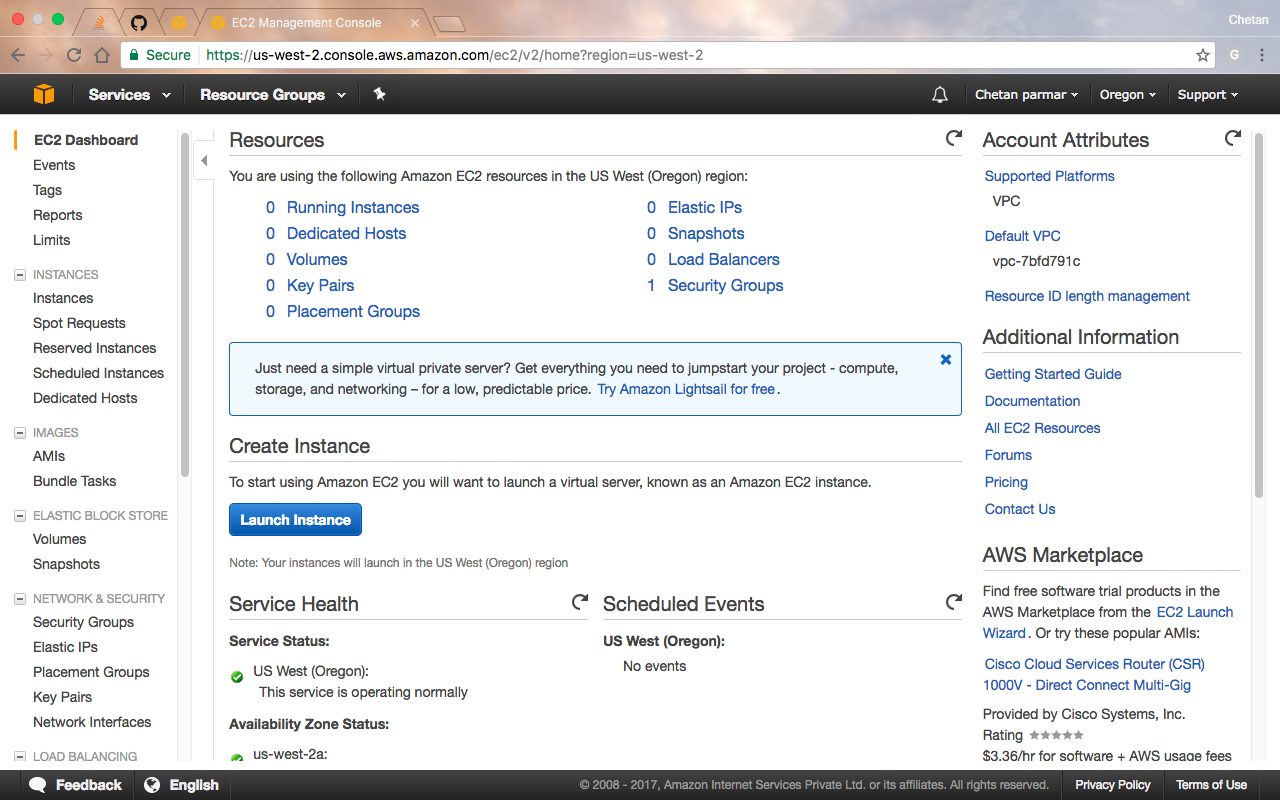 EC2 Management Console
Chetan
Secure
https://us-west-2.console.aws.amazon.com/ec2/v2/home?region=us-west-2
G
Services
Resource Groups
Chetan parmar
Oregon
Support
EC2 Dashboard
Events
Tags
Reports
Limits
INSTANCES
Instances
Spot Requests
Reserved Instances
Scheduled Instances
Dedicated Hosts
IMAGES
AMIs
Bundle Tasks
ELASTIC BLOCK STORE
Volumes
Snapshots
NETWORK & SECURITY
Security Groups
Elastic IPs
Placement Groups
Key Pairs
Network Interfaces
LOAD BALANCING
Resources
You are using the following Amazon EC2 resources in the US West (Oregon) region:
0 Running Instances
0 Elastic IPs
0 Dedicated Hosts
0 Snapshots
0 Volumes
0 Load Balancers
0 Key Pairs
1 Security Groups
0 Placement Groups
Just need a simple virtual private server? Get everything you need to jumpstart your project - compute,
storage, and networking – for a low, predictable price. Try Amazon Lightsail for free.
Create Instance
To start using Amazon EC2 you will want to launch a virtual server, known as an Amazon EC2 instance.
Launch Instance
Note: Your instances will launch in the US West (Oregon) region
Service Health
Service Status:
US West (Oregon):
This service is operating normally
Availability Zone Status:
us-west-2a:
Scheduled Events
US West (Oregon):
No events
Account Attributes
Supported Platforms
VPC
Default VPC
vpc-7bfd791c
Resource ID length management
Additional Information
Getting Started Guide
Documentation
All EC2 Resources
Forums
Pricing
Contact Us
AWS Marketplace
Find free software trial products in the
AWS Marketplace from the EC2 Launch
Wizard. Or try these popular AMIs:
Cisco Cloud Services Router (CSR)
1000V - Direct Connect Multi-Gig
Provided by Cisco Systems, Inc.
Rating
$3.36/hr for software + AWS usage fees
Feedback
English
© 2008 - 2017, Amazon Internet Services Private Ltd. or its affiliates. All rights reserved.
Privacy Policy
Terms of Use